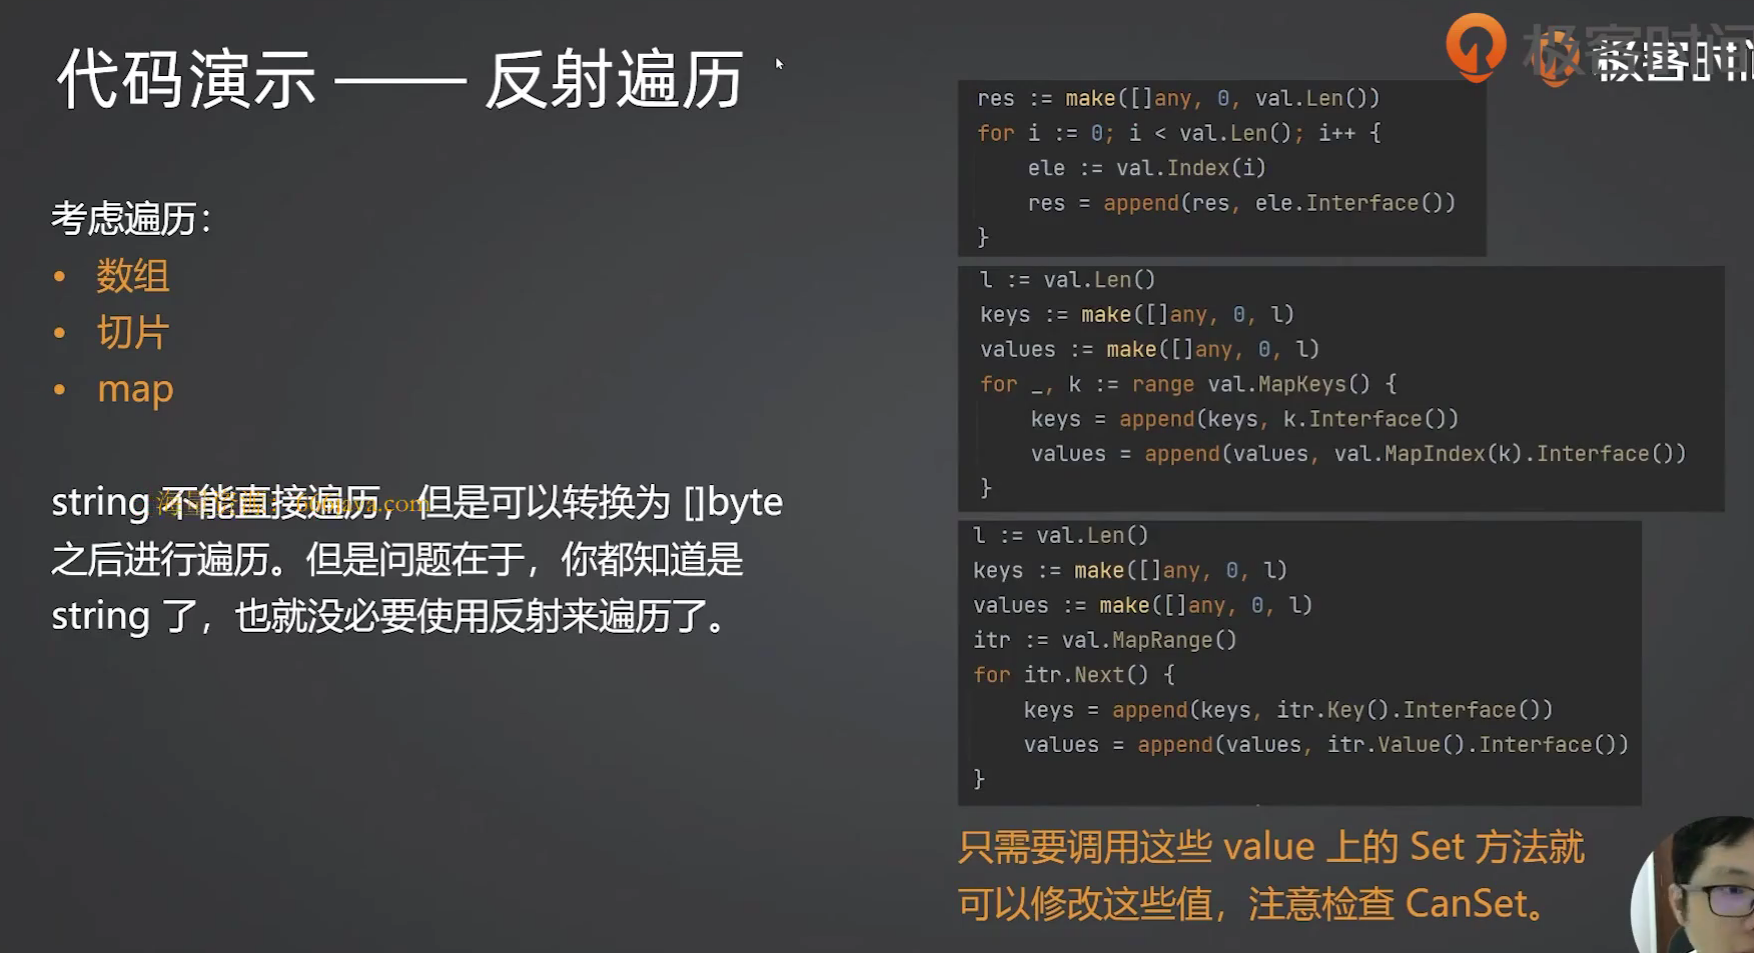 代码演示 —— 反射遍历
极客时间
考虑遍历：
• 数组
• 切片
• map
string 不能直接遍历，但是可以转换为 []byte
之后进行遍历。但是问题在于，你都知道是
string 了，也就没必要使用反射来遍历了。
res := make([]any, 0, val.Len())
for i := 0; i < val.Len(); i++ {
    ele := val.Index(i)
    res = append(res, ele.Interface())
}
l := val.Len()
keys := make([]any, 0, l)
values := make([]any, 0, l)
for _, k := range val.MapKeys() {
    keys = append(keys, k.Interface())
    values = append(values, val.MapIndex(k).Interface())
}
l := val.Len()
keys := make([]any, 0, l)
values := make([]any, 0, l)
itr := val.MapRange()
for itr.Next() {
    keys = append(keys, itr.Key().Interface())
    values = append(values, itr.Value().Interface())
}
只需要调用这些 value 上的 Set 方法就
可以修改这些值，注意检查 CanSet。